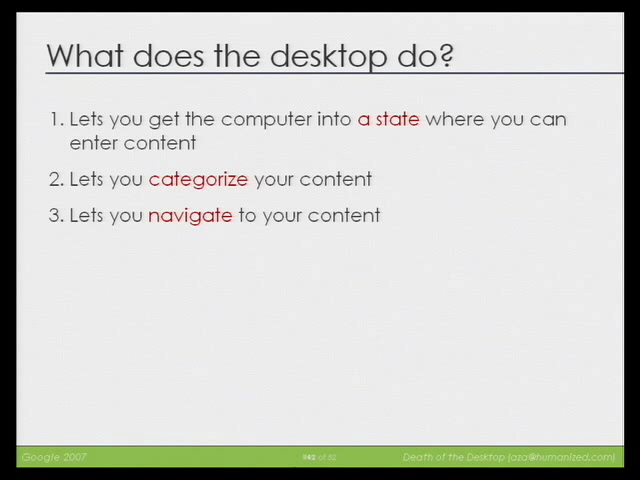 What does the desktop do?
1. Lets you get the computer into a state where you can
enter content
2. Lets you categorize your content
3. Lets you navigate to your content
Google 2007
of 52
Death of the Desktop (aza@humanized.com)